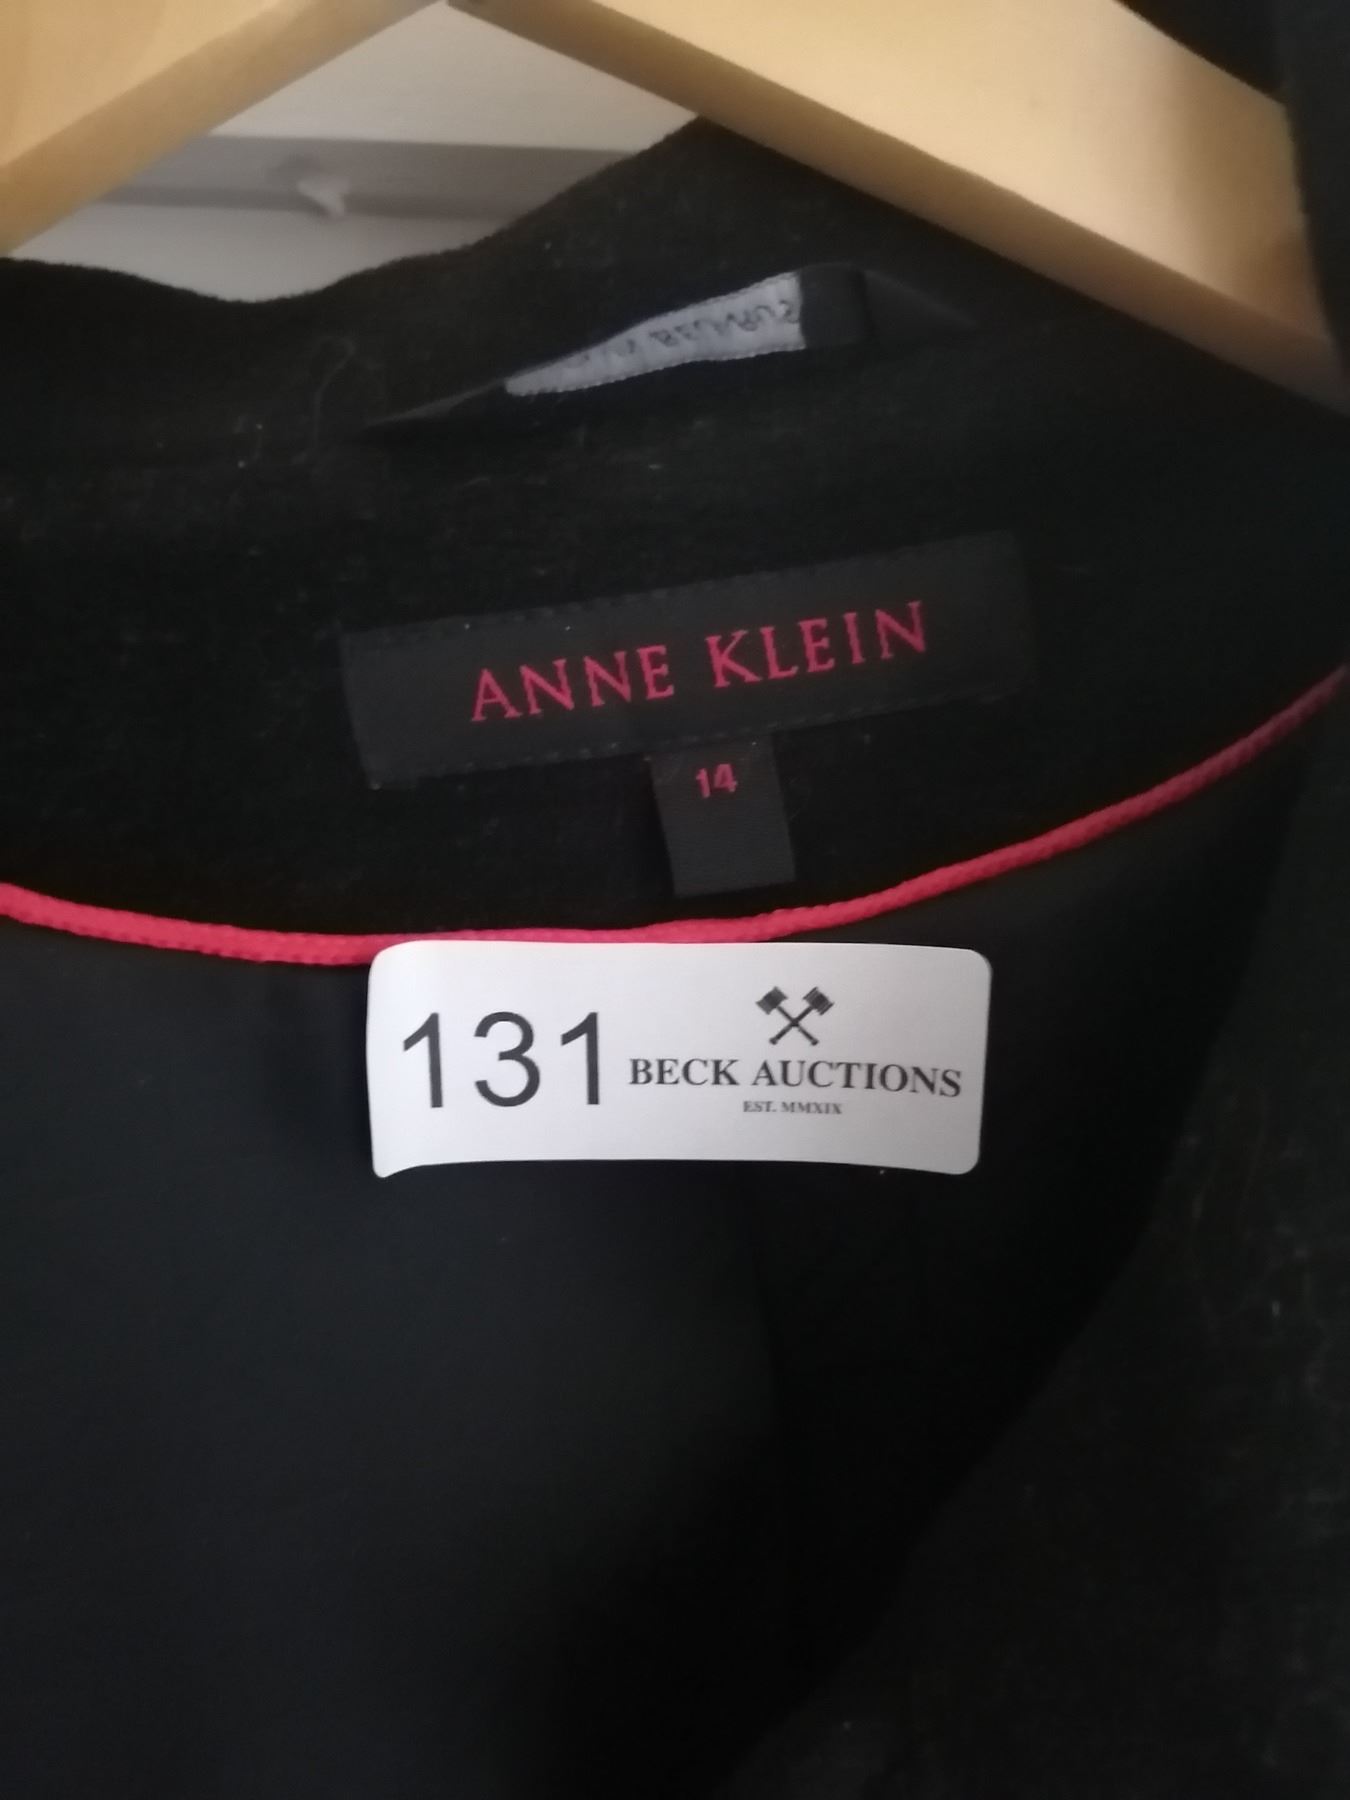 ANNE KLEIN
14
131
BECK AUCTIONS
EST. MMXIX